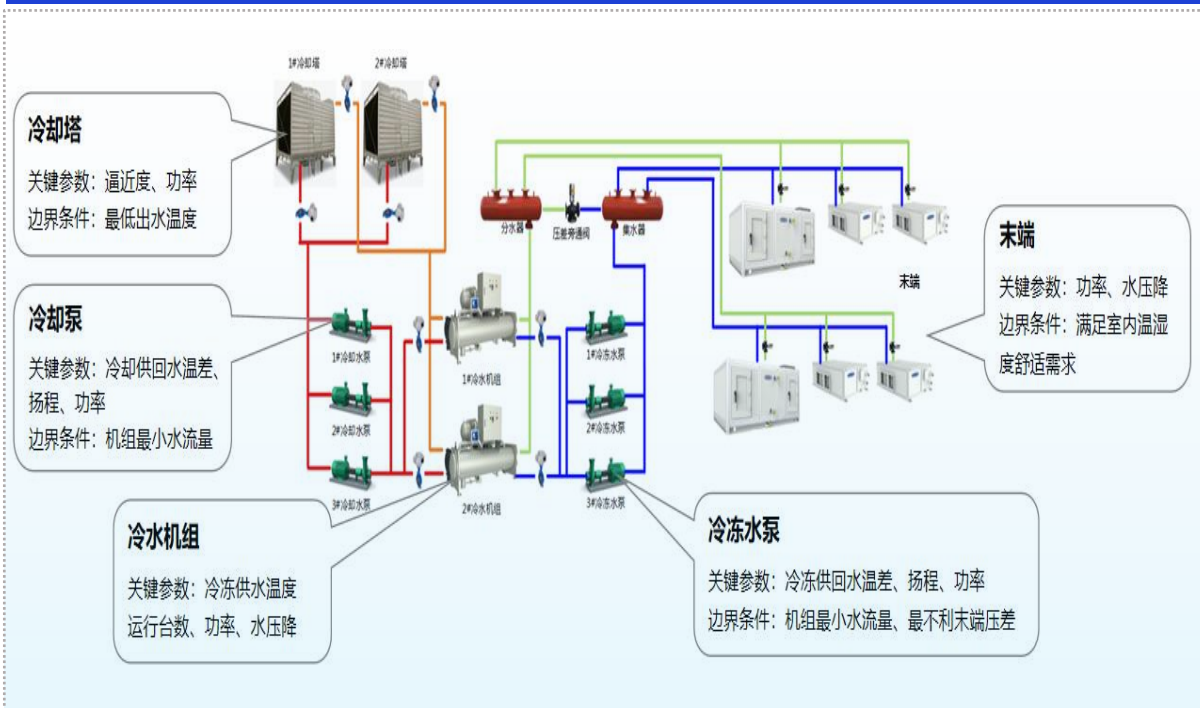 1#冷却塔
2#冷却塔
冷却塔
关键参数：逼近度、功率
边界条件：最低出水温度
分水器
压差旁通阀
集水器
末端
末端
关键参数：功率、水压降
边界条件：满足室内温湿
度舒适需求
冷却泵
关键参数：冷却供回水温差、
扬程、功率
边界条件：机组最小水流量
1#冷却水泵
2#冷却水泵
3#冷却水泵
1#冷水机组
2#冷水机组
1#冷冻水泵
2#冷冻水泵
3#冷冻水泵
冷水机组
关键参数：冷冻供水温度
运行台数、功率、水压降
冷冻水泵
关键参数：冷冻供回水温差、扬程、功率
边界条件：机组最小水流量、最不利末端压差